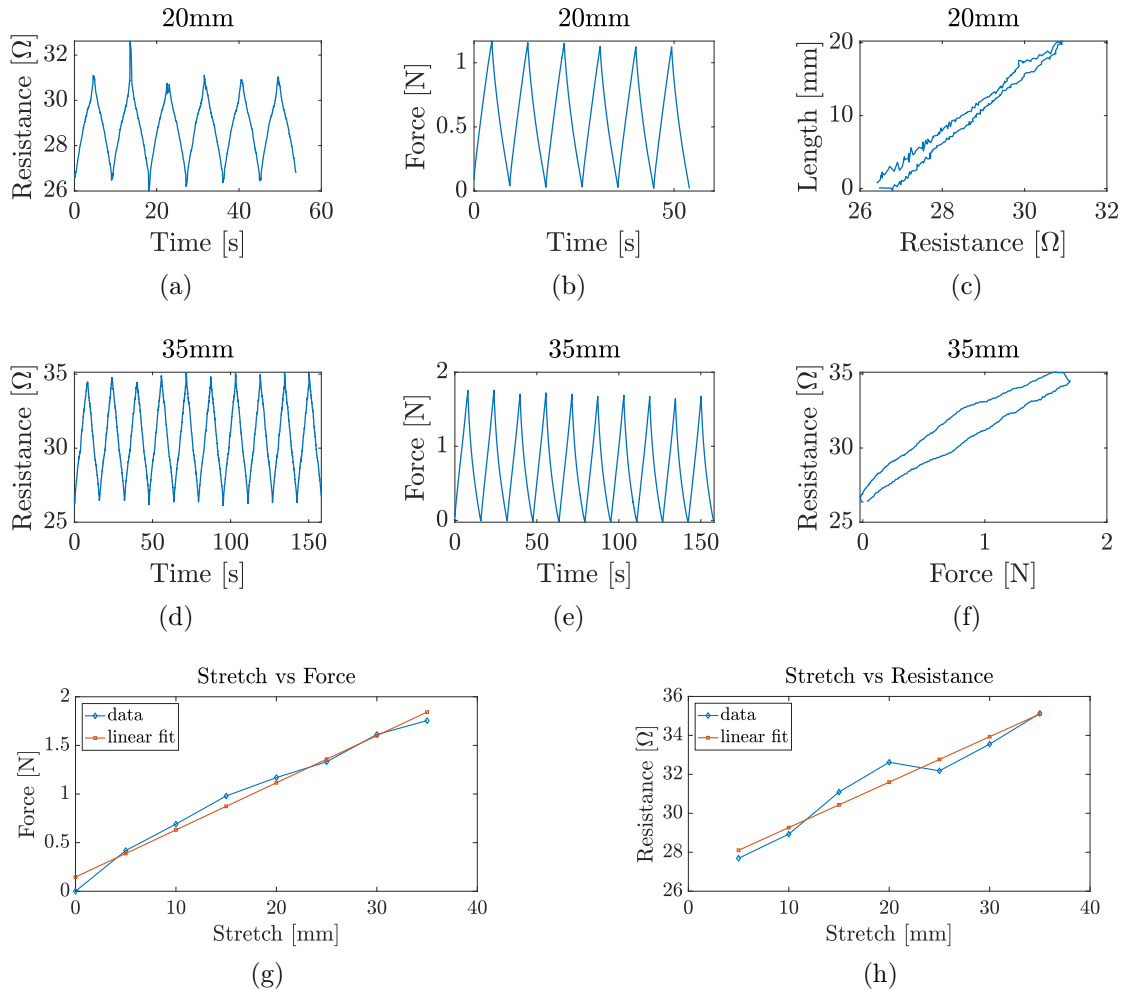 20mm
Resistance [Ω]
32
30
28
26
0
20
40
60
Time [s]
(a)
20mm
Force [N]
1
0.5
0
0
50
Time [s]
(b)
20mm
Length [mm]
20
10
0
26
28
30
32
Resistance [Ω]
(c)
35mm
Resistance [Ω]
35
30
25
0
50
100
150
Time [s]
(d)
35mm
Force [N]
2
1
0
0
50
100
150
Time [s]
(e)
35mm
Resistance [Ω]
35
30
25
0
1
2
Force [N]
(f)
Stretch vs Force
data
linear fit
Force [N]
2
1.5
1
0.5
0
0
10
20
30
40
Stretch [mm]
(g)
Stretch vs Resistance
data
linear fit
Resistance [Ω]
36
34
32
30
28
26
0
10
20
30
40
Stretch [mm]
(h)